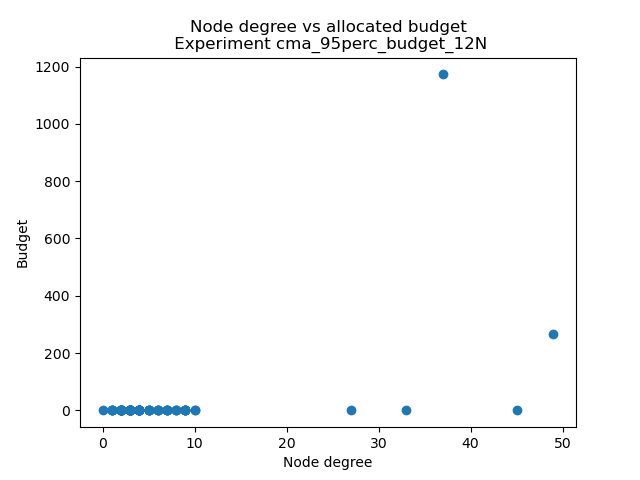 Node degree vs allocated budget
Experiment cma_95perc_budget_12N
1200
1000
800
600
400
200
0
Budget
0 10 20 30 40 50
Node degree